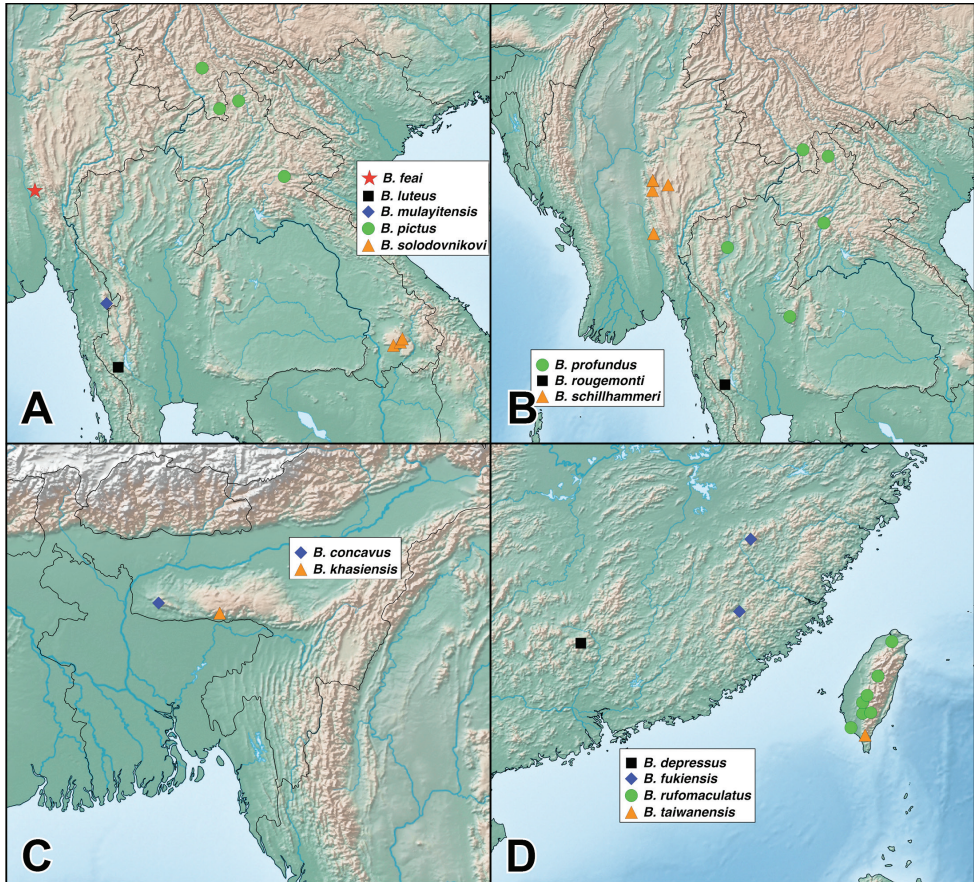 B. feai
B. luteus
B. mulayitensis
B. pictus
B. solodovnikovi
A
B. profundus
B. rougemonti
B. schillhammeri
B
B. concavus
B. khasiensis
C
B. depressus
B. fukiensis
B. rufomaculatus
B. taiwanensis
D